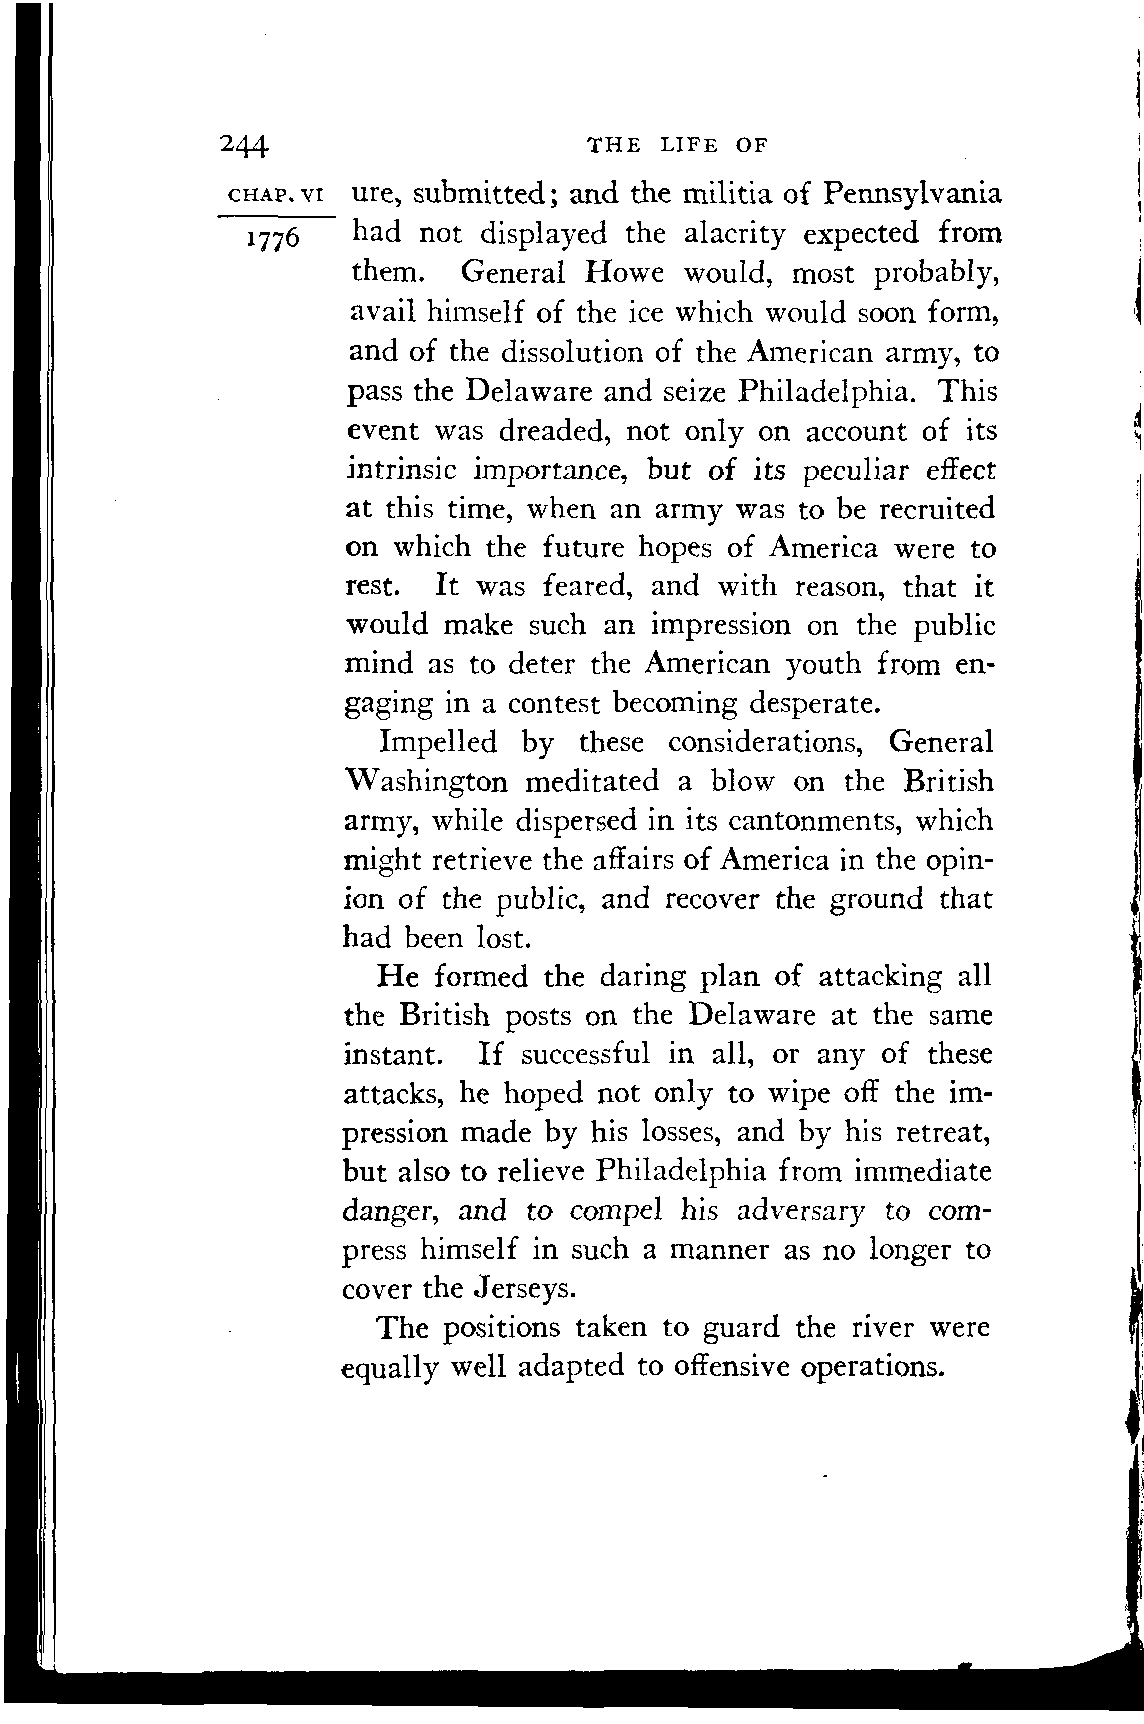 244 THE LIFE OF
CHAP. VI ure, submitted; and the militia of Pennsylvania
1776 had not displayed the alacrity expected from
them. General Howe would, most probably,
avail himself of the ice which would soon form,
and of the dissolution of the American army, to
pass the Delaware and seize Philadelphia. This
event was dreaded, not only on account of its
intrinsic importance, but of its peculiar effect
at this time, when an army was to be recruited
on which the future hopes of America were to
rest. It was feared, and with reason, that it
would make such an impression on the public
mind as to deter the American youth from en-
gaging in a contest becoming desperate.
Impelled by these considerations, General
Washington meditated a blow on the British
army, while dispersed in its cantonments, which
might retrieve the affairs of America in the opin-
ion of the public, and recover the ground that
had been lost.
He formed the daring plan of attacking all
the British posts on the Delaware at the same
instant. If successful in all, or any of these
attacks, he hoped not only to wipe off the im-
pression made by his losses, and by his retreat,
but also to relieve Philadelphia from immediate
danger, and to compel his adversary to com-
press himself in such a manner as no longer to
cover the Jerseys.
The positions taken to guard the river were
equally well adapted to offensive operations.